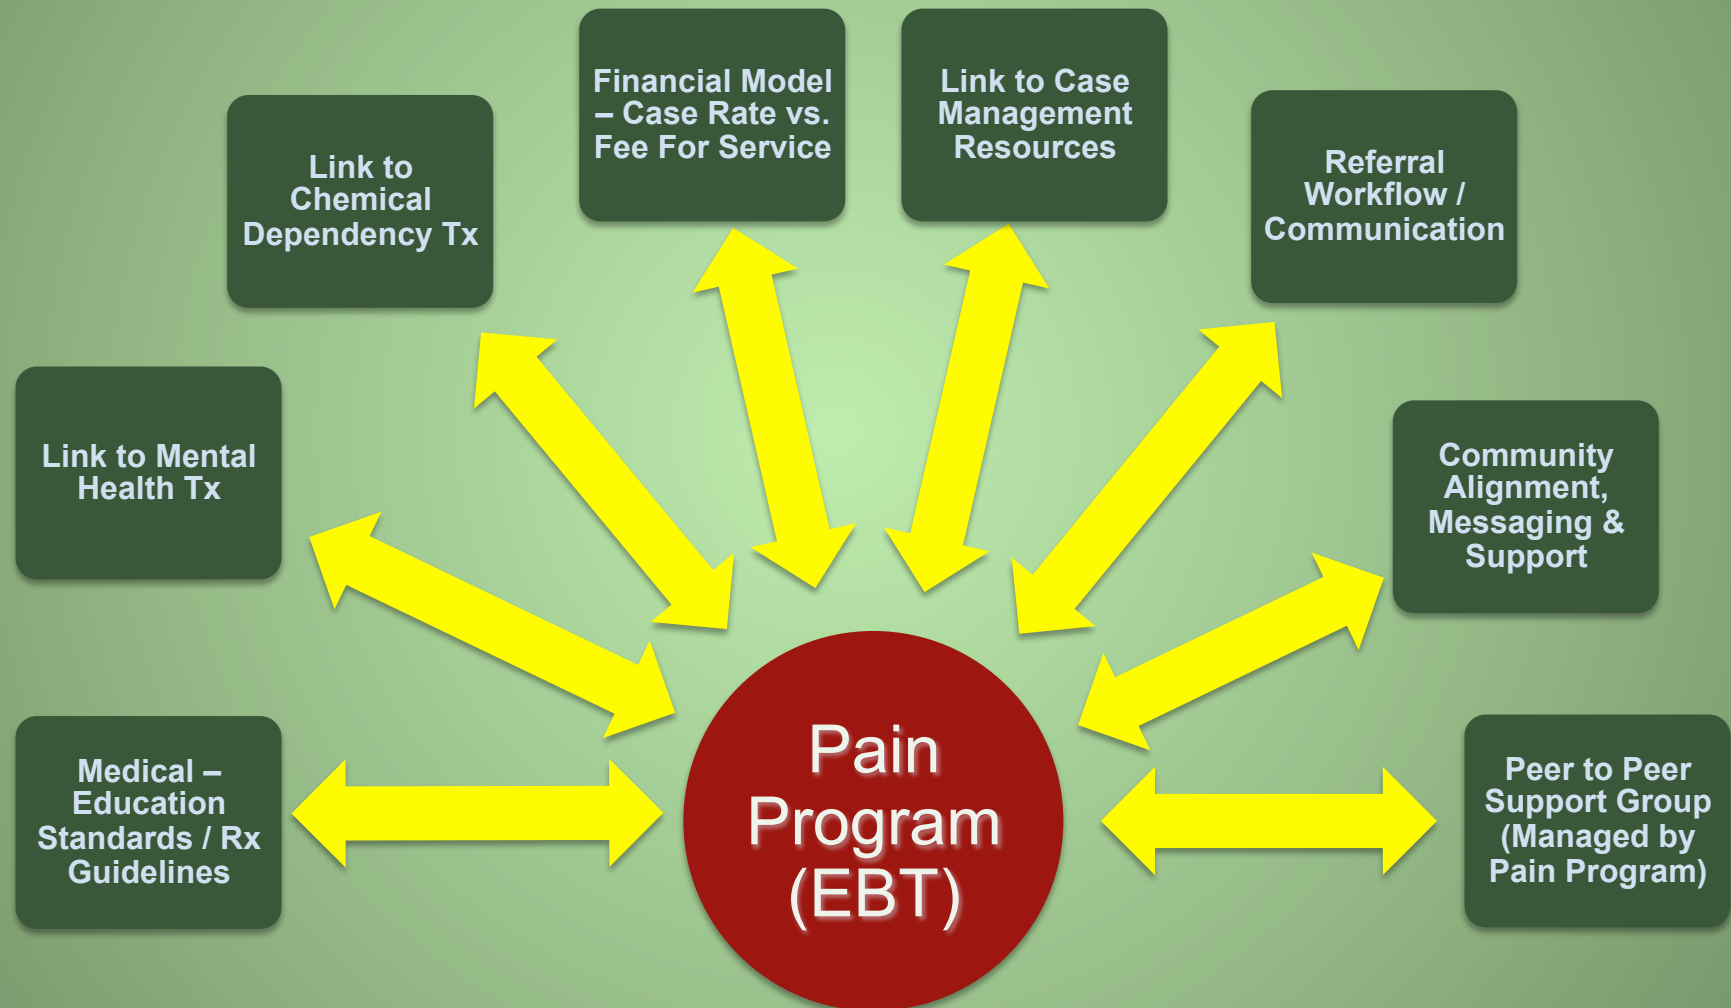 Financial Model
– Case Rate vs.
Fee For Service
Link to Case
Management
Resources
Link to
Chemical
Dependency Tx
Referral
Workflow /
Communication
Link to Mental
Health Tx
Community
Alignment,
Messaging &
Support
Medical –
Education
Standards / Rx
Guidelines
Pain
Program
(EBT)
Peer to Peer
Support Group
(Managed by
Pain Program)